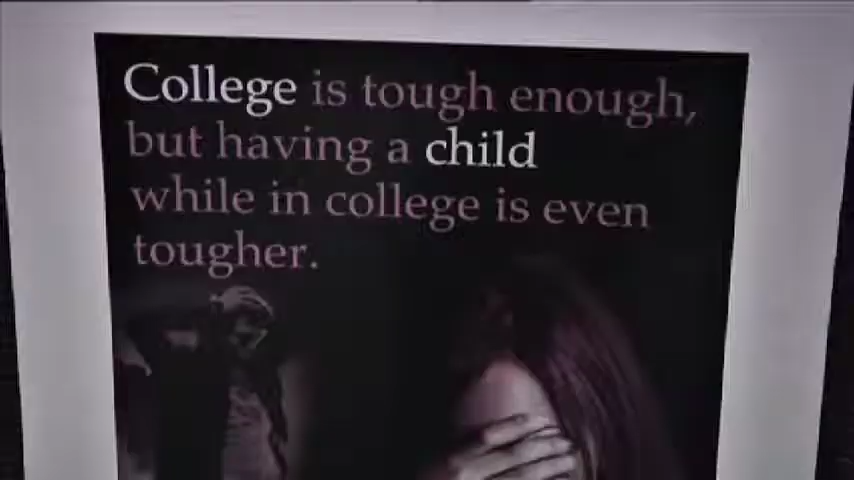 College is tough enough,
but having a child
while in college is even
tougher.